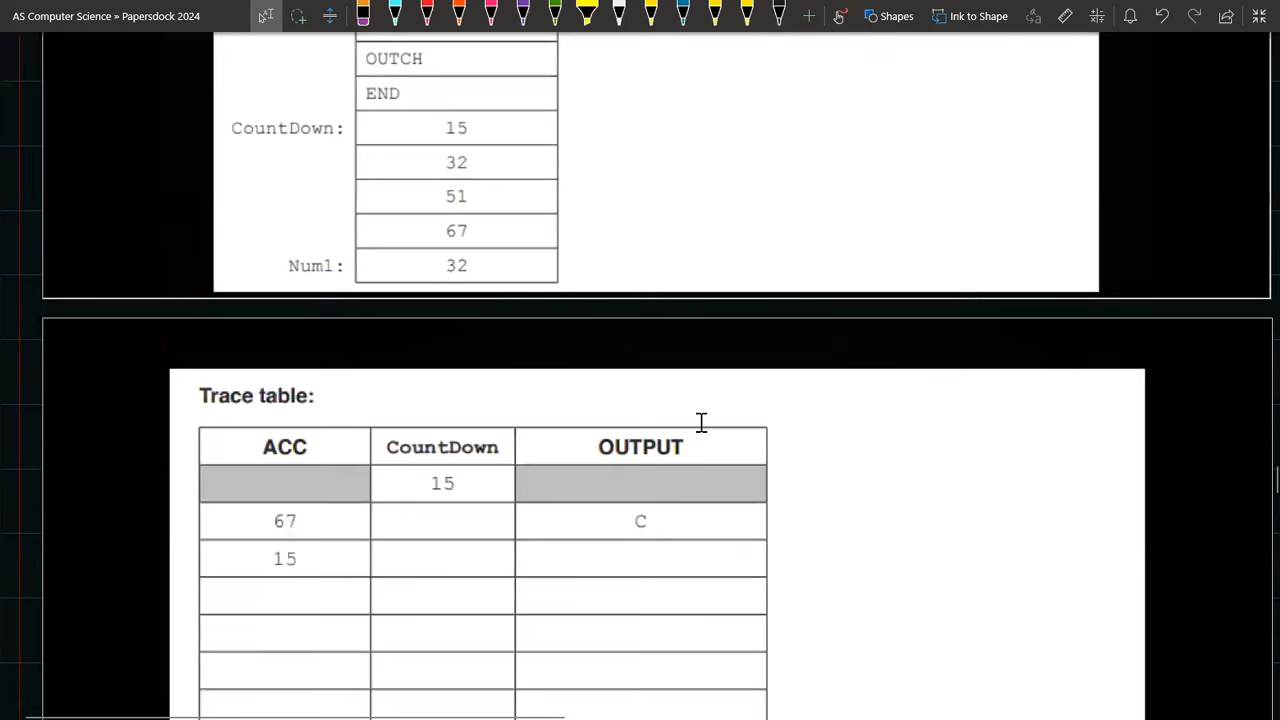 AS Computer Science » Papersdock 2024
Shapes
Ink to Shape
OUTCH
END
CountDown: 15
32
51
67
Num1: 32
Trace table:
ACC CountDown OUTPUT
15
67 C
15